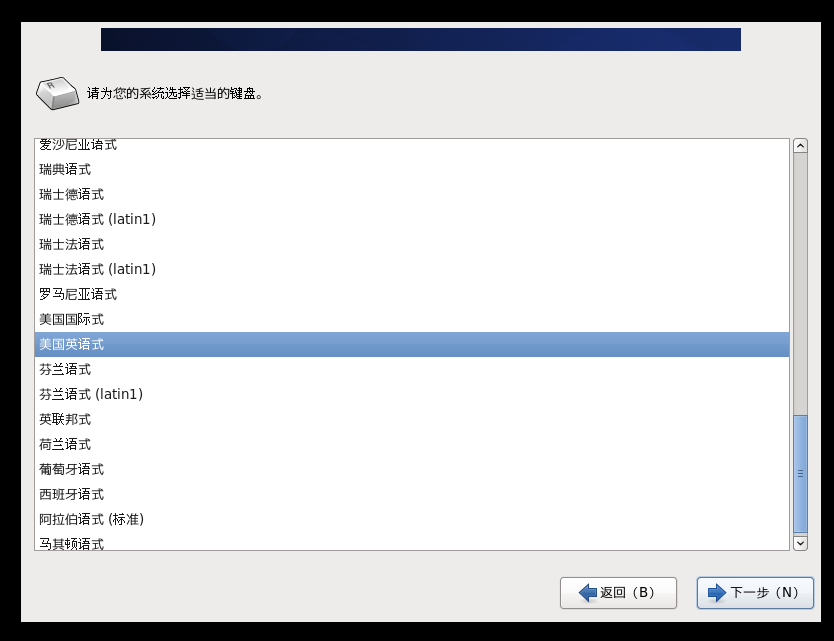 R
请为您的系统选择适当的键盘。
爱沙尼亚语式
瑞典语式
瑞士德语式
瑞士德语式 (latin1)
瑞士法语式
瑞士法语式 (latin1)
罗马尼亚语式
美国国际式
美国英语式
芬兰语式
芬兰语式 (latin1)
英联邦式
荷兰语式
葡萄牙语式
西班牙语式
阿拉伯语式 (标准)
马其顿语式
返回（B）
下一步（N）